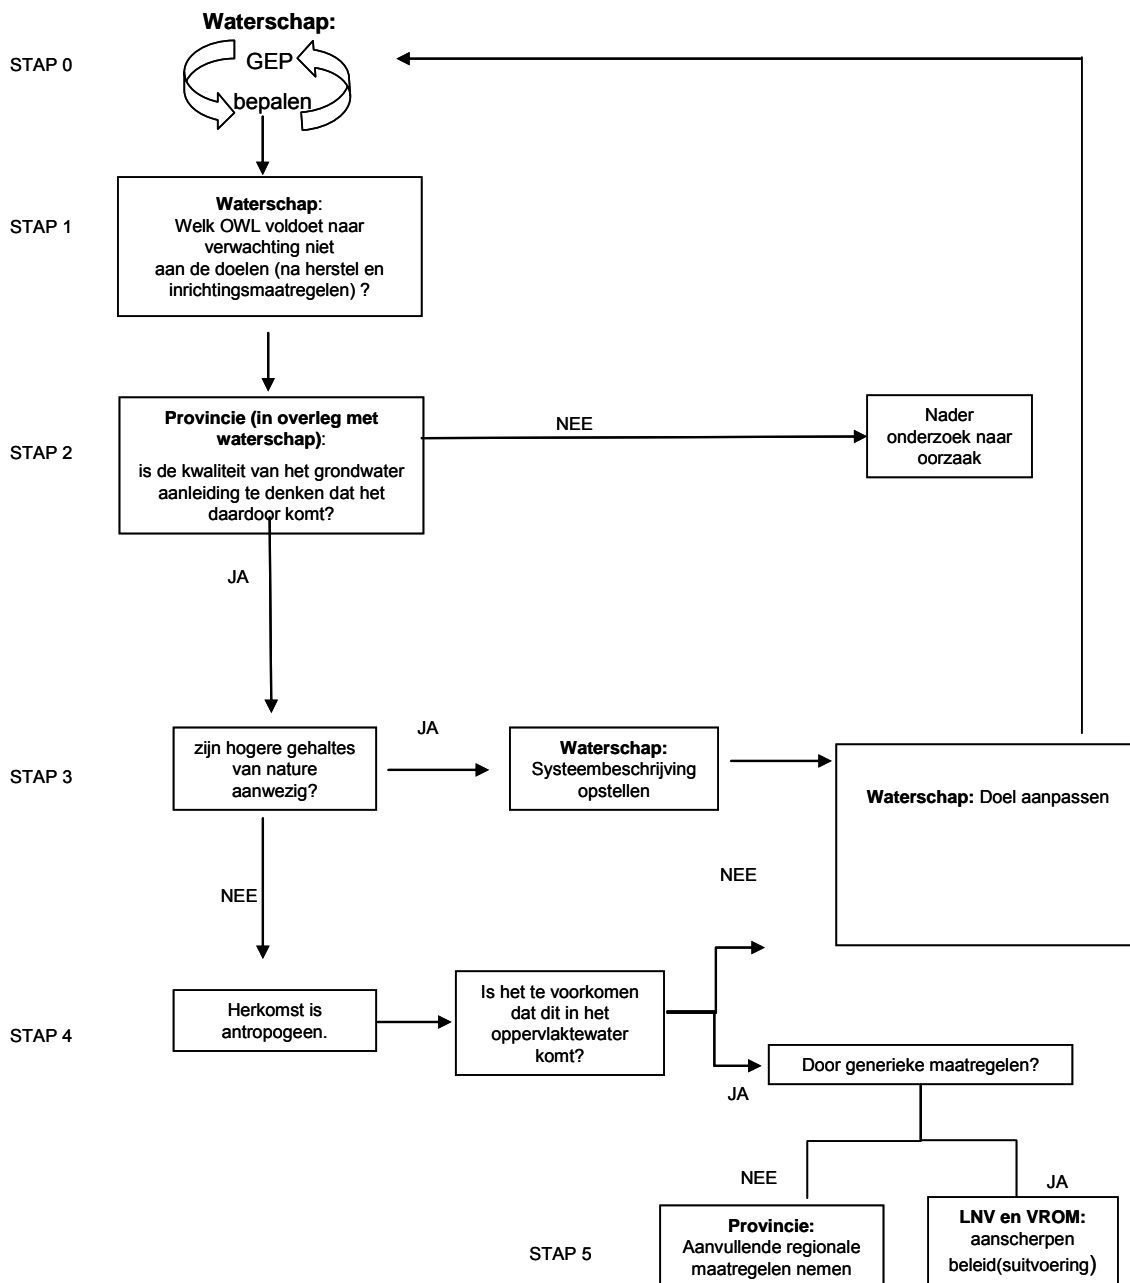 Waterschap:
STAP 0
GEP
bepalen
STAP 1
Waterschap:
Welk OWL voldoet naar
verwachting niet
aan de doelen (na herstel en
inrichtingsmaatregelen) ?
STAP 2
Provincie (in overleg met
waterschap):
is de kwaliteit van het grondwater
aanleiding te denken dat het
daardoor komt?
NEE
Nader
onderzoek naar
oorzaak
JA
STAP 3
zijn hogere gehaltes
van nature
aanwezig?
JA
Waterschap:
Systeembeschrijving
opstellen
Waterschap: Doel aanpassen
NEE
NEE
STAP 4
Herkomst is
antropogeen.
Is het te voorkomen
dat dit in het
oppervlaktewater
komt?
JA
Door generieke maatregelen?
NEE
JA
STAP 5
Provincie:
Aanvullende regionale
maatregelen nemen
LNV en VROM:
aanscherpen
beleid(suitvoering)